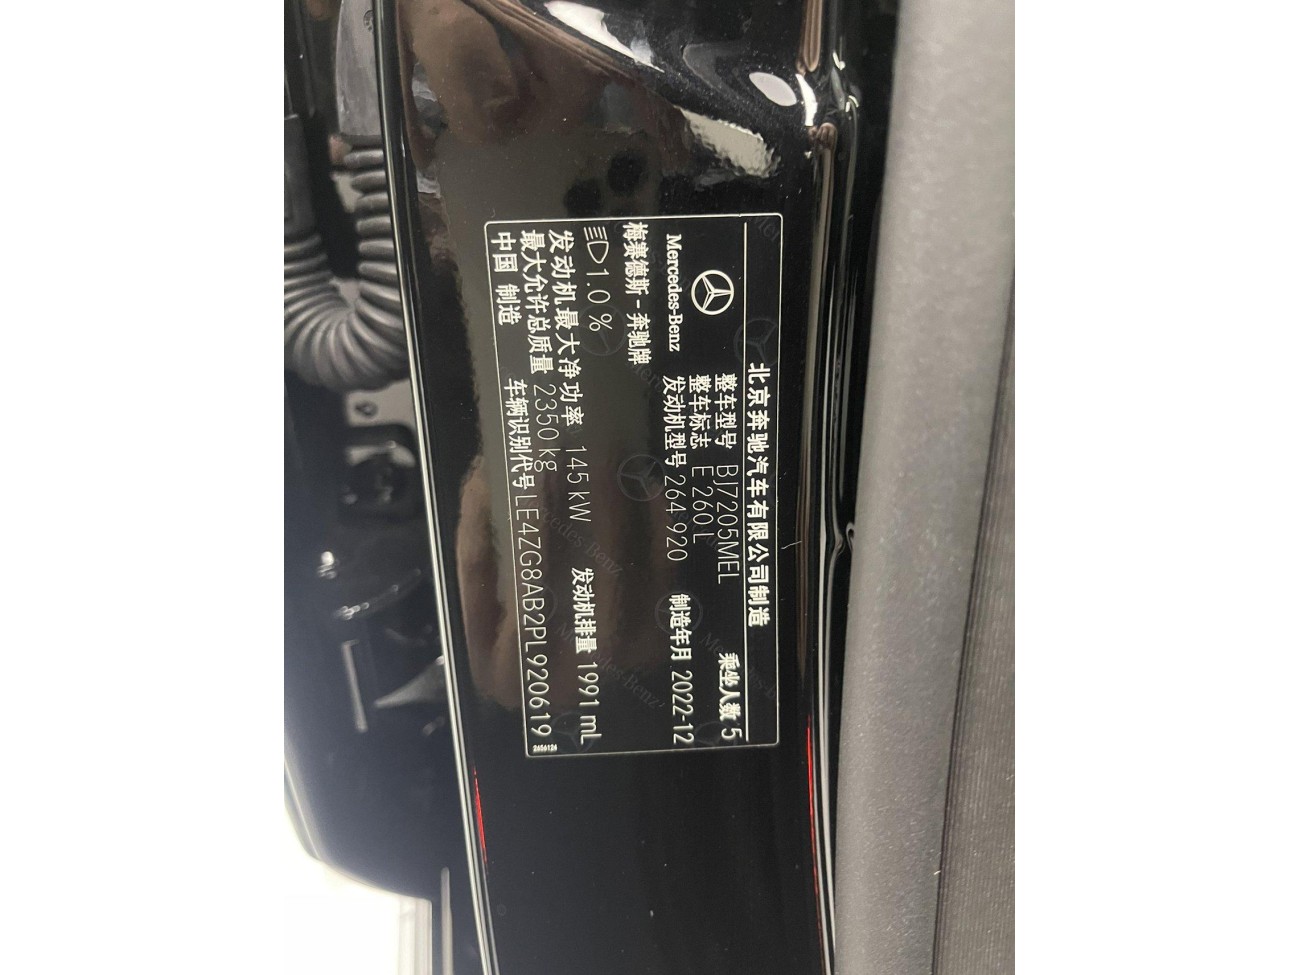 北京奔驰汽车有限公司制造
整车型号 BJ7205MEL 乘坐人数 5
整车标志 E 260 L
Mercedes-Benz 发动机型号 264 920 制造年月 2022-12
梅赛德斯-奔驰牌
1.0 %
发动机最大净功率 145 kW 发动机排量 1991 mL
最大允许总质量 2350 kg
中国 制造 车辆识别代号 LE4ZG8AB2PL920619
2656126